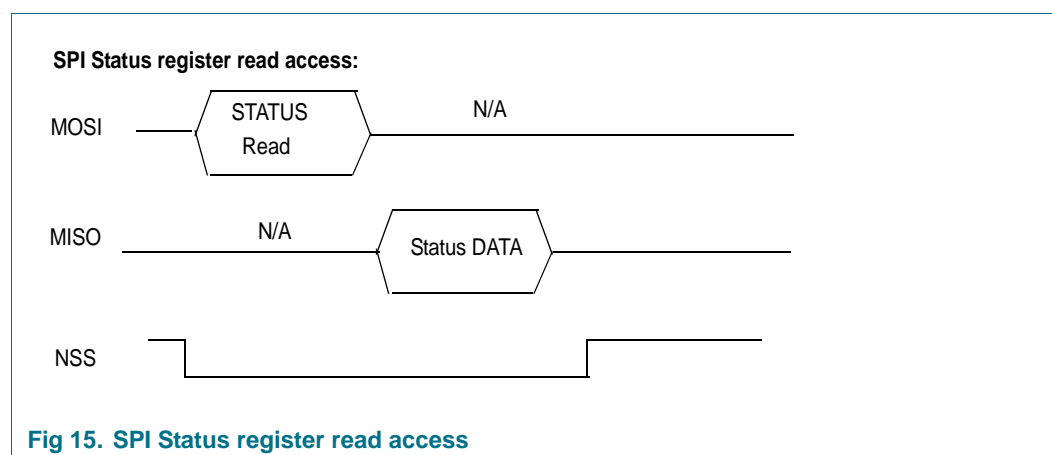 SPI Status register read access:
MOSI
STATUS
Read
N/A
MISO
N/A
Status DATA
NSS
Fig 15. SPI Status register read access